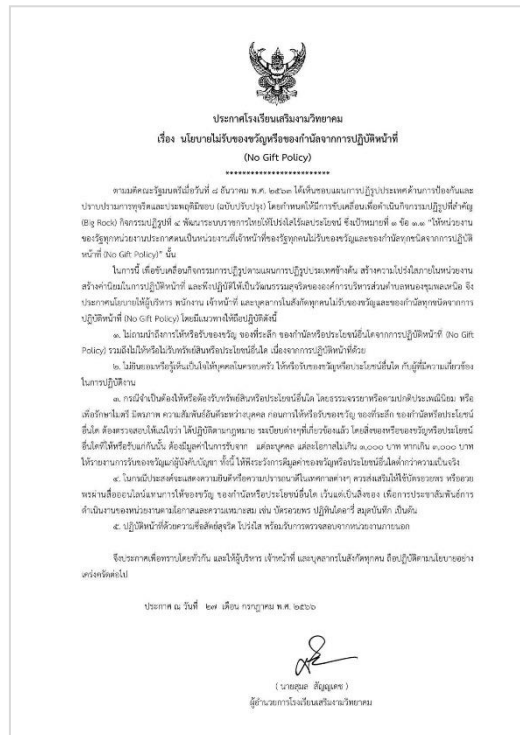 ประกาศโรงเรียนเสริมงามวิทยาคม
เรื่อง นโยบายไม่รับของขวัญหรือของกำนัลจากการปฏิบัติหน้าที่
(No Gift Policy)
*************************
ตามมติคณะรัฐมนตรีเมื่อวันที่ ๘ ธันวาคม พ.ศ. ๒๕๖๓ ได้เห็นชอบแผนการปฏิรูปประเทศด้านการป้องกันและ
ปราบปรามการทุจริตและประพฤติมิชอบ (ฉบับปรับปรุง) โดยกำหนดให้มีการขับเคลื่อนเพื่อดำเนินกิจกรรมปฏิรูปที่สำคัญ
(Big Rock) กิจกรรมปฏิรูปที่ ๔ พัฒนาระบบราชการไทยให้โปร่งใสไร้ผลประโยชน์ ซึ่งเป้าหมายที่ ๑ ข้อ ๑.๑ "ให้หน่วยงาน
ของรัฐทุกหน่วยงานประกาศตนเป็นหน่วยงานที่เจ้าหน้าที่ของรัฐทุกคนไม่รับของขวัญและของกำนัลทุกชนิดจากการปฏิบัติ
หน้าที่ (No Gift Policy)" นั้น
ในการนี้ เพื่อขับเคลื่อนกิจกรรมการปฏิรูปตามแผนการปฏิรูปประเทศข้างต้น สร้างความโปร่งใสภายในหน่วยงาน
สร้างค่านิยมในการปฏิบัติหน้าที่ และพึงปฏิบัติให้เป็นวัฒนธรรมสุจริตขององค์การบริหารส่วนตำบลหนองชุมพลเหนือ จึง
ประกาศนโยบายให้ผู้บริหาร พนักงาน เจ้าหน้าที่ และบุคลากรในสังกัดทุกคนไม่รับของขวัญและของกำนัลทุกชนิดจากการ
ปฏิบัติหน้าที่ (No Gift Policy) โดยมีแนวทางให้ถือปฏิบัติดังนี้
๑. ไม่ถามนำถึงการให้หรือรับของขวัญ ของที่ระลึก ของกำนัลหรือประโยชน์อื่นใดจากการปฏิบัติหน้าที่ (No Gift
Policy) รวมถึงไม่ให้หรือไม่รับทรัพย์สินหรือประโยชน์อื่นใด เนื่องจากการปฏิบัติหน้าที่ด้วย
๒. ไม่ยินยอมหรือรู้เห็นเป็นใจให้บุคคลในครอบครัว ให้หรือรับของขวัญหรือประโยชน์อื่นใด กับผู้ที่มีความเกี่ยวข้อง
ในการปฏิบัติงาน
๓. กรณีจำเป็นต้องให้หรือต้องรับทรัพย์สินหรือประโยชน์อื่นใด โดยธรรมจรรยาหรือตามปกติประเพณีนิยม หรือ
เพื่อรักษาไมตรี มิตรภาพ ความสัมพันธ์อันดีระหว่างบุคคล ก่อนการให้หรือรับของขวัญ ของที่ระลึก ของกำนัลหรือประโยชน์
อื่นใด ต้องตรวจสอบให้แน่ใจว่า ได้ปฏิบัติตามกฎหมาย ระเบียบต่างๆที่เกี่ยวข้องแล้ว โดยสิ่งของหรือของขวัญหรือประโยชน์
อื่นใดที่ให้หรือรับแก่กันนั้น ต้องมีมูลค่าในการรับจาก แต่ละบุคคล แต่ละโอกาสไม่เกิน ๓,๐๐๐ บาท หากเกิน ๓,๐๐๐ บาท
ให้รายงานการรับของขวัญแก่ผู้บังคับบัญชา ทั้งนี้ ให้พึงระวังการตีมูลค่าของขวัญหรือประโยชน์อื่นใดต่ำกว่าความเป็นจริง
๔. ในกรณีประสงค์จะแสดงความยินดีหรือความปรารถนาดีในเทศกาลต่างๆ ควรส่งเสริมให้ใช้บัตรอวยพร หรืออวย
พรผ่านสื่อออนไลน์แทนการให้ของขวัญ ของกำนัลหรือประโยชน์อื่นใด เว้นแต่เป็นสิ่งของ เพื่อการประชาสัมพันธ์การ
ดำเนินงานของหน่วยงานตามโอกาสและความเหมาะสม เช่น บัตรอวยพร ปฏิทินไดอารี่ สมุดบันทึก เป็นต้น
๕. ปฏิบัติหน้าที่ด้วยความซื่อสัตย์สุจริต โปร่งใส พร้อมรับการตรวจสอบจากหน่วยงานภายนอก
จึงประกาศเพื่อทราบโดยทั่วกัน และให้ผู้บริหาร เจ้าหน้าที่ และบุคลากรในสังกัดทุกคน ถือปฏิบัติตามนโยบายอย่าง
เคร่งครัดต่อไป
ประกาศ ณ วันที่ ๒๗ เดือน กรกฎาคม พ.ศ. ๒๕๖๖
( นายสุมล สัญญเดช )
ผู้อำนวยการโรงเรียนเสริมงามวิทยาคม